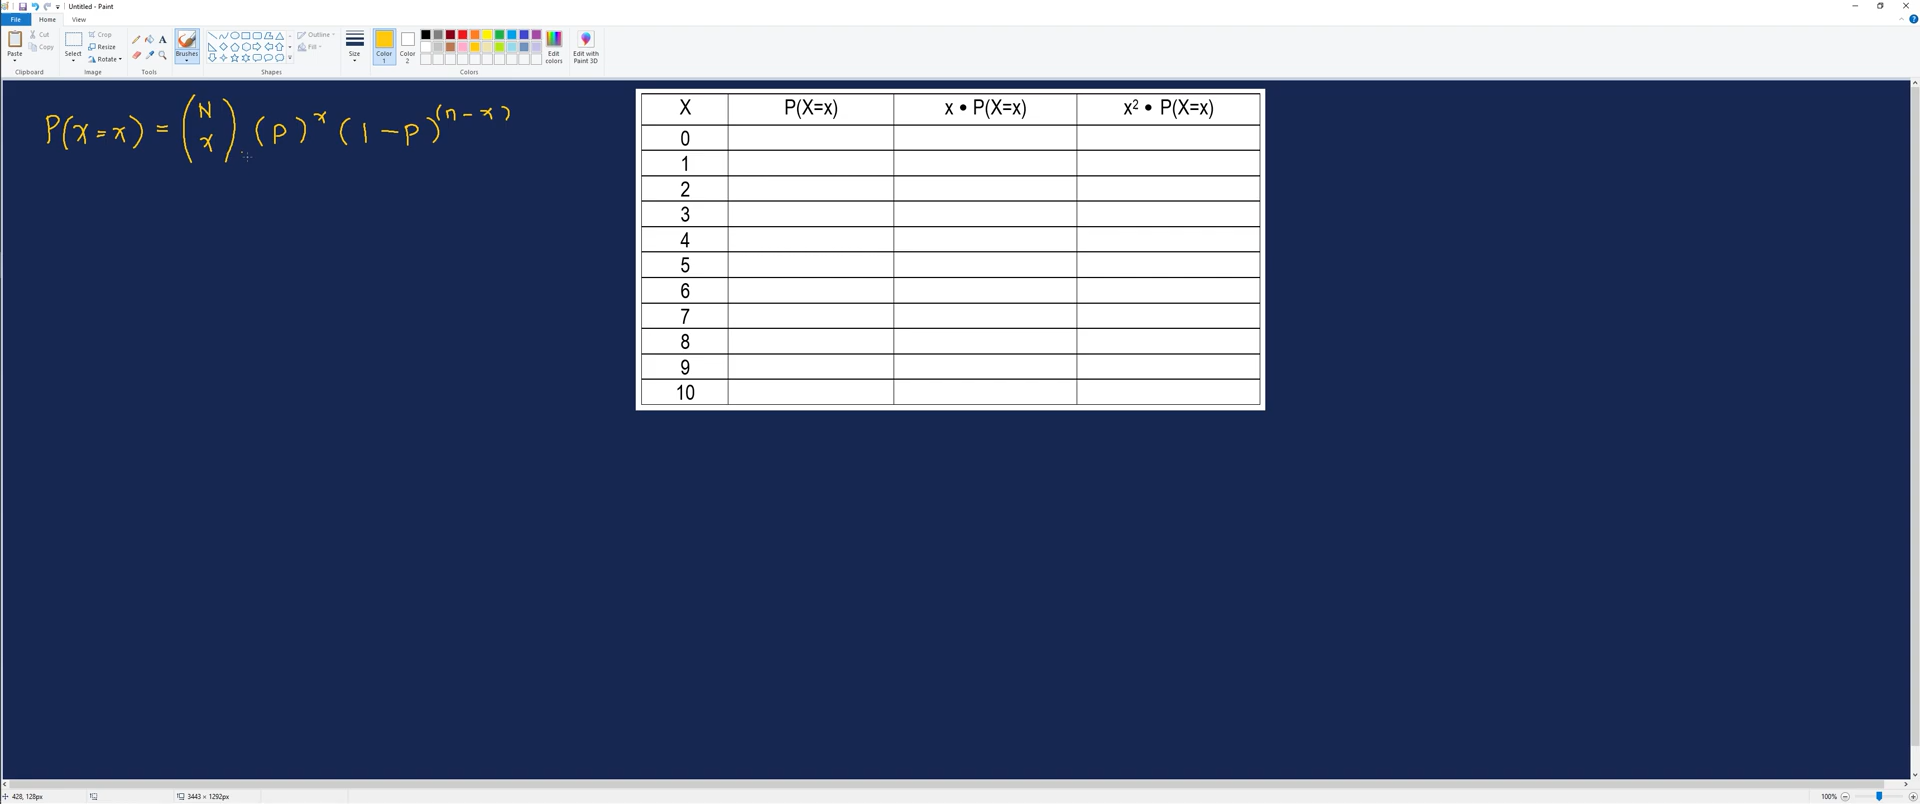 Untitled - Paint
File Home View
Paste
Cut
Copy
Clipboard
Select
Crop
Resize
Rotate
Image
Tools
Brushes
Shapes
Outline
Fill
Size
Color 1
Color 2
Colors
Edit colors
Edit with Paint 3D
P(X=x) = (N x) (p)^x (1-p)^(n-x)
X P(X=x) x • P(X=x) x² • P(X=x)
0
1
2
3
4
5
6
7
8
9
10
428, 128px 3443 × 1292px 100%